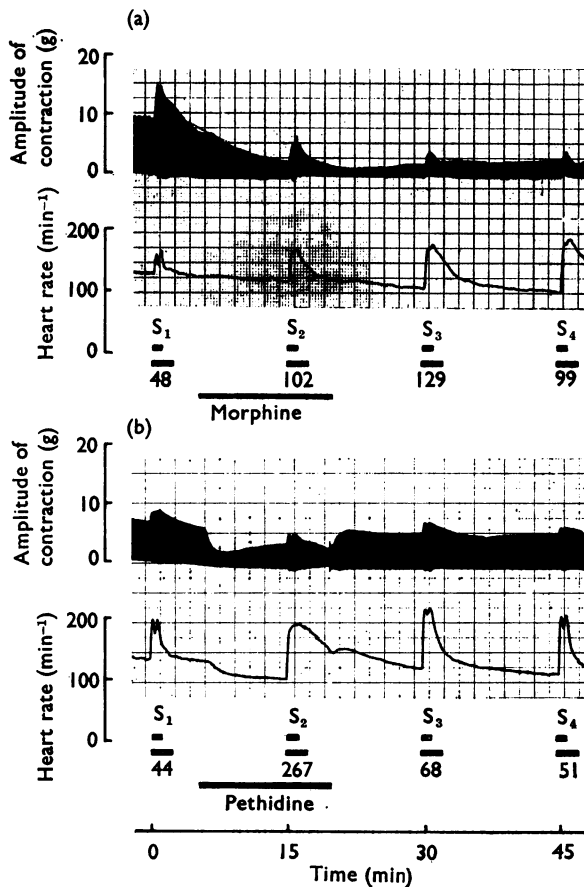 (a)
Amplitude of
contraction (g)
20
10
0
Heart rate (min⁻¹)
200
100
0
S₁ S₂ S₃ S₄
48 102 129 99
Morphine
(b)
Amplitude of
contraction (g)
20
10
0
Heart rate (min⁻¹)
200
100
0
S₁ S₂ S₃ S₄
44 267 68 51
Pethidine
0 15 30 45
Time (min)